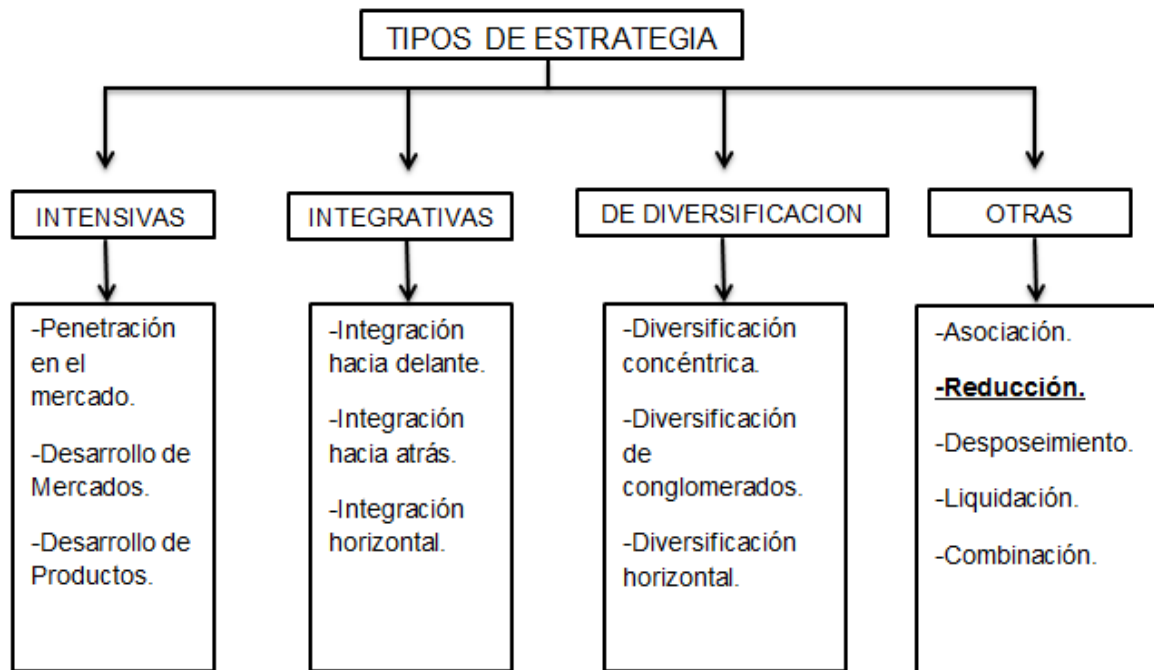 TIPOS DE ESTRATEGIA
INTENSIVAS
-Penetración
en el
mercado.
-Desarrollo de
Mercados.
-Desarrollo de
Productos.
INTEGRATIVAS
-Integración
hacia delante.
-Integración
hacia atrás.
-Integración
horizontal.
DE DIVERSIFICACION
-Diversificación
concéntrica.
-Diversificación
de
conglomerados.
-Diversificación
horizontal.
OTRAS
-Asociación.
-Reducción.
-Desposeimiento.
-Liquidación.
-Combinación.